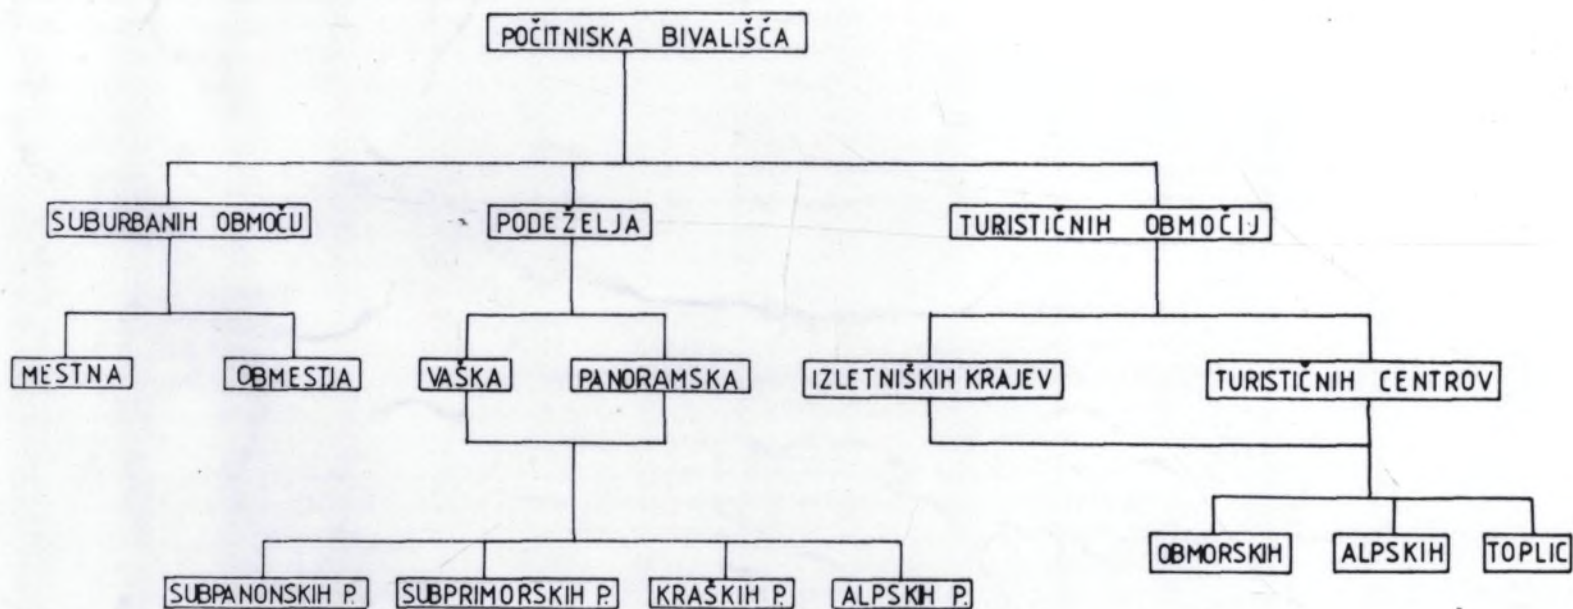 POČITNISKA BIVALIŠČA
SUBURBANIH OBMOČIJ
PODEŽELJA
TURISTIČNIH OBMOČIJ
MESTNA
OBMESTJA
VAŠKA
PANORAMSKA
IZLETNIŠKIH KRAJEV
TURISTIČNIH CENTROV
OBMORSKIH
ALPSKIH
TOPLIC
SUBPANONSKIH P.
SUBPRIMORSKIH P.
KRAŠKIH P.
ALPSKIH P.